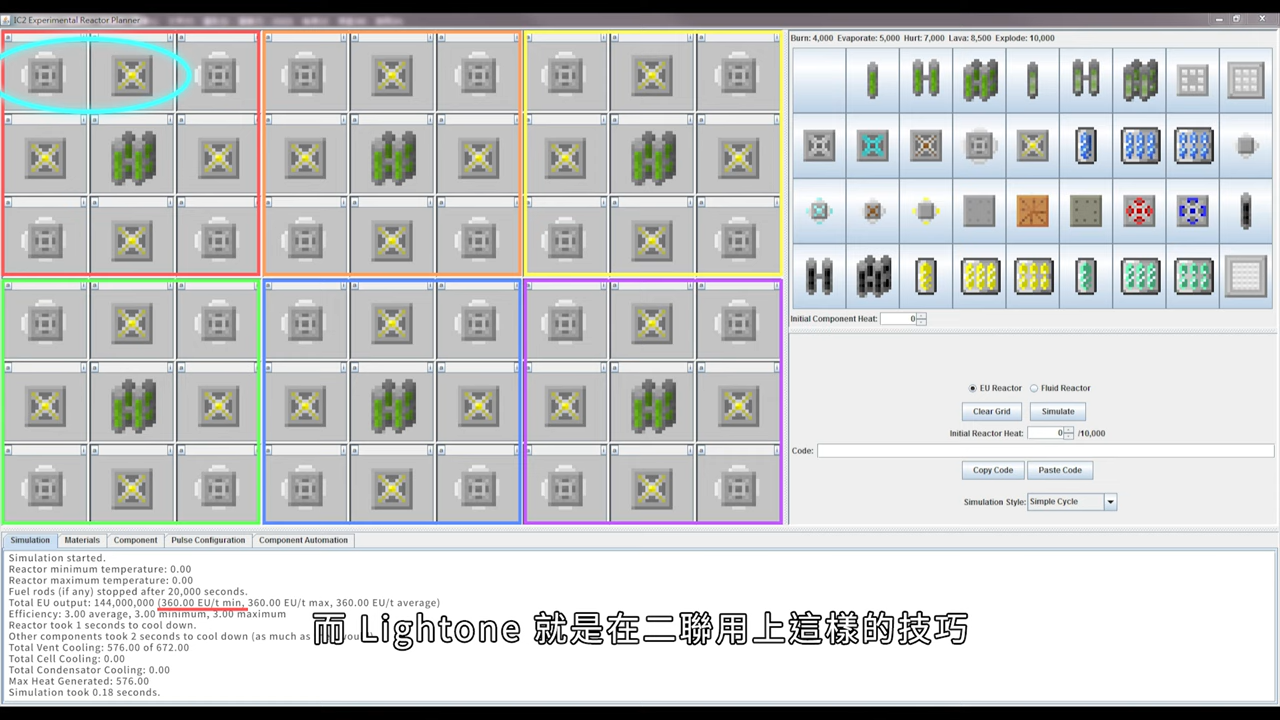 IC2 Experimental Reactor Planner
Burn: 4,000 Evaporate: 5,000 Hurt: 7,000 Lava: 8,500 Explode: 10,000
Initial Component Heat: 0
EU Reactor Fluid Reactor
Clear Grid Simulate
Initial Reactor Heat: 0 /10,000
Code:
Copy Code Paste Code
Simulation Style: Simple Cycle
Simulation Materials Component Pulse Configuration Component Automation
Simulation started.
Reactor minimum temperature: 0.00
Reactor maximum temperature: 0.00
Fuel rods (if any) stopped after 20,000 seconds.
Total EU output: 144,000,000 (360.00 EU/t min, 360.00 EU/t max, 360.00 EU/t average)
Efficiency: 3.00 average, 3.00 minimum, 3.00 maximum
Reactor took 1 seconds to cool down.
Other components took 2 seconds to cool down (as much as
Total Vent Cooling: 576.00 of 672.00
Total Cell Cooling: 0.00
Total Condensator Cooling: 0.00
Max Heat Generated: 576.00
Simulation took 0.18 seconds.
而 Lightone 就是在二聯用上這樣的技巧